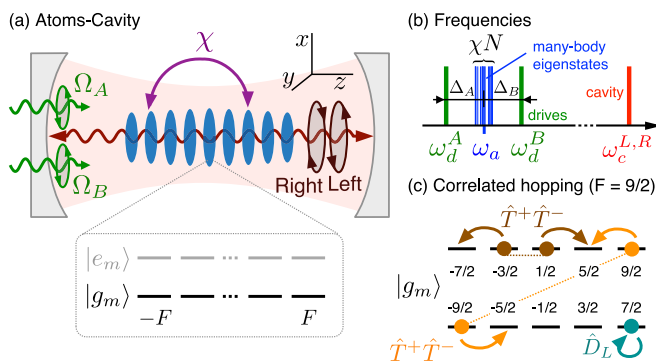 (a) Atoms-Cavity
χ
x
y
z
Ω_A
Ω_B
Right Left
|e_m⟩
|g_m⟩
−F
F
(b) Frequencies
χN
many-body
eigenstates
Δ_A
Δ_B
cavity
drives
ω_d^A
ω_a
ω_d^B
ω_c^{L,R}
(c) Correlated hopping (F = 9/2)
T̂⁺T̂⁻
-7/2 -3/2 1/2 5/2 9/2
|g_m⟩
-9/2 -5/2 -1/2 3/2 7/2
T̂⁺T̂⁻
D̂_L